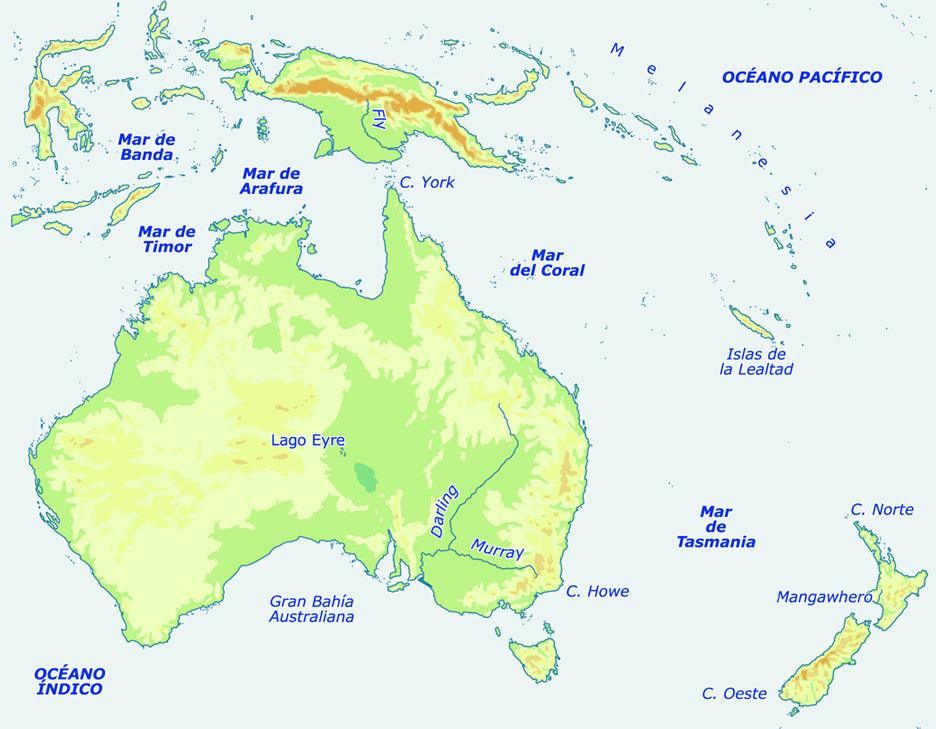 Melanesia
OCÉANO PACÍFICO
Fly
Mar de
Banda
Mar de
Arafura
C. York
Mar de
Timor
Mar
del Coral
Islas de
la Lealtad
Lago Eyre
Darling
Murray
Mar
de
Tasmania
C. Norte
C. Howe
Mangawhero
Gran Bahía
Australiana
OCÉANO
ÍNDICO
C. Oeste